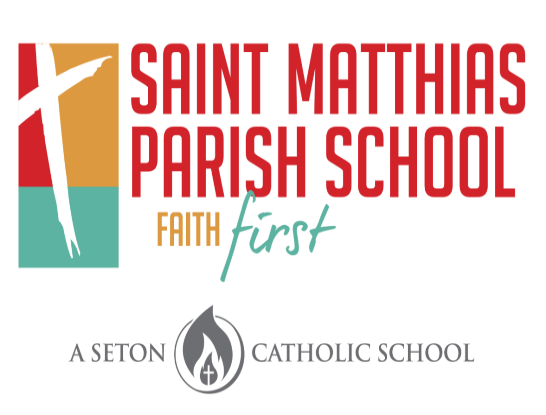 SAINT MATTHIAS
PARISH SCHOOL
FAITH first
A SETON CATHOLIC SCHOOL